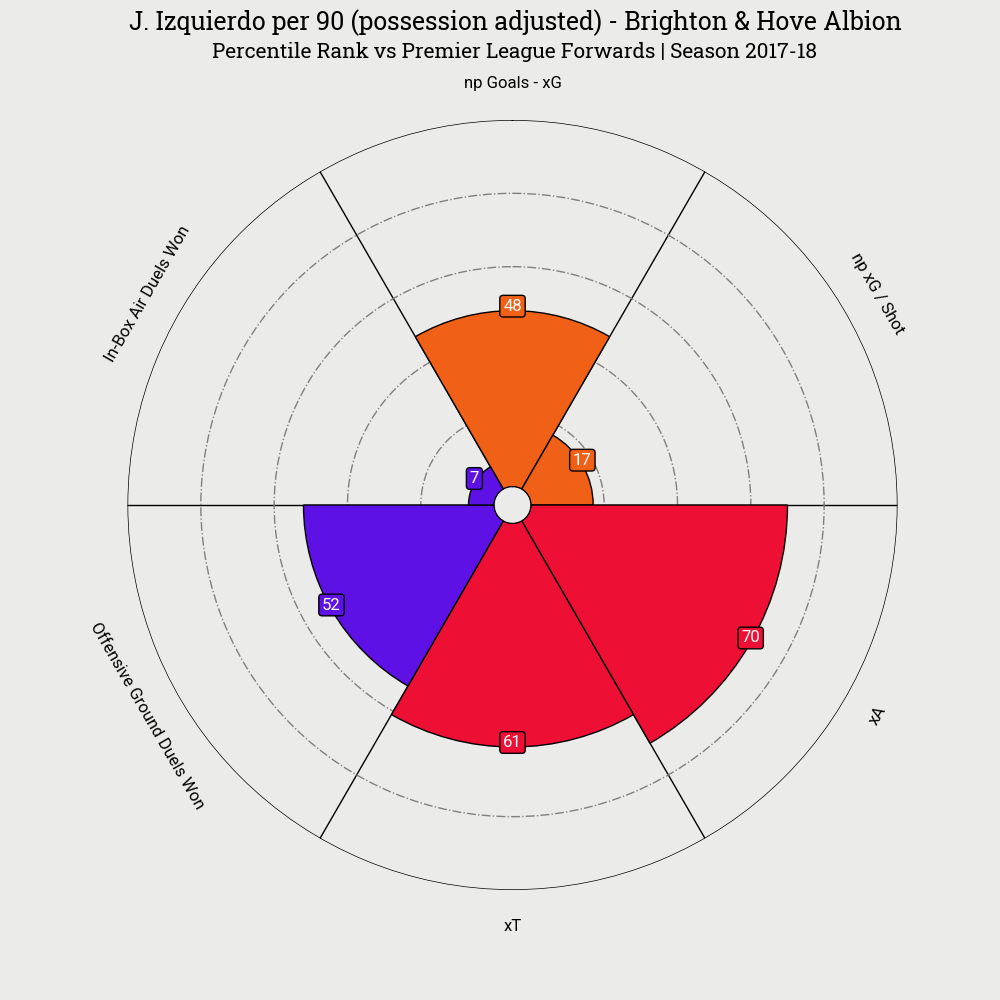 J. Izquierdo per 90 (possession adjusted) - Brighton & Hove Albion
Percentile Rank vs Premier League Forwards | Season 2017-18
np Goals - xG
In-Box Air Duels Won
np xG / Shot
48
17
7
52
70
61
Offensive Ground Duels Won
xA
xT